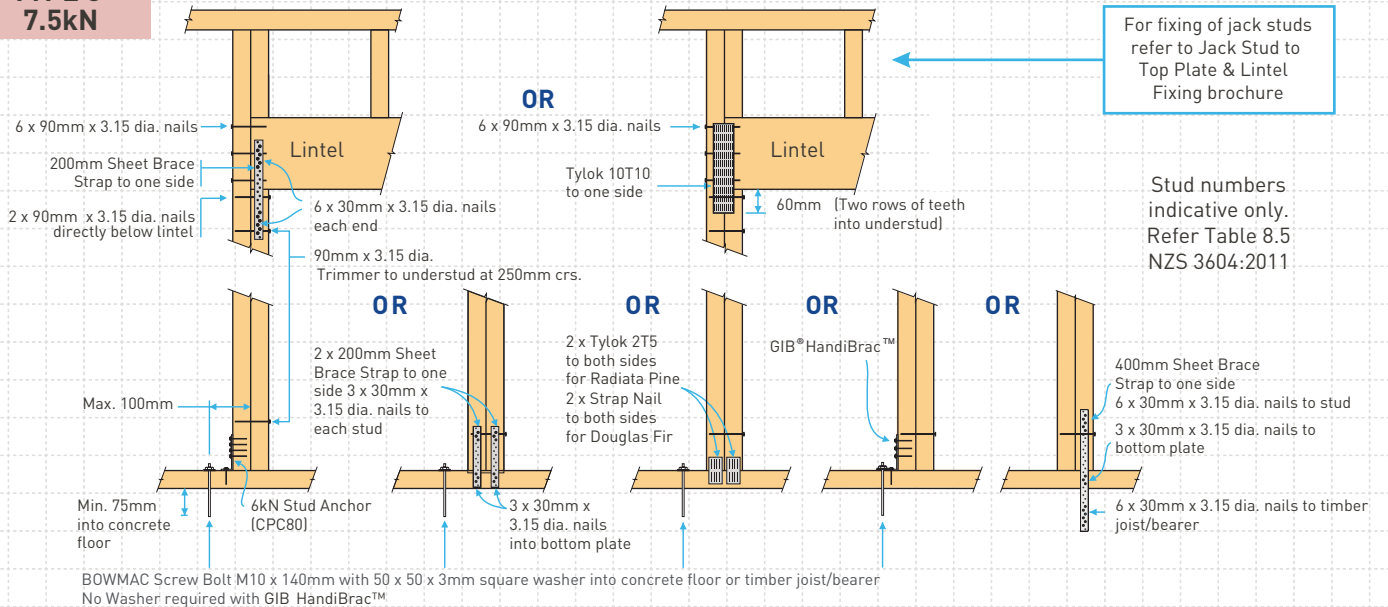 7.5kN
6 x 90mm x 3.15 dia. nails
200mm Sheet Brace
Strap to one side
2 x 90mm x 3.15 dia. nails
directly below lintel
Lintel
6 x 30mm x 3.15 dia. nails
each end
90mm x 3.15 dia.
Trimmer to understud at 250mm crs.
OR
6 x 90mm x 3.15 dia. nails
Tylok 10T10
to one side
Lintel
60mm (Two rows of teeth
into understud)
For fixing of jack studs
refer to Jack Stud to
Top Plate & Lintel
Fixing brochure
Stud numbers
indicative only.
Refer Table 8.5
NZS 3604:2011
Max. 100mm
Min. 75mm
into concrete
floor
6kN Stud Anchor
(CPC80)
OR
2 x 200mm Sheet
Brace Strap to one
side 3 x 30mm x
3.15 dia. nails to
each stud
3 x 30mm x
3.15 dia. nails
into bottom plate
OR
2 x Tylok 2T5
to both sides
for Radiata Pine
2 x Strap Nail
to both sides
for Douglas Fir
OR
GIB® HandiBrac™
OR
400mm Sheet Brace
Strap to one side
6 x 30mm x 3.15 dia. nails to stud
3 x 30mm x 3.15 dia. nails to
bottom plate
6 x 30mm x 3.15 dia. nails to timber
joist/bearer
BOWMAC Screw Bolt M10 x 140mm with 50 x 50 x 3mm square washer into concrete floor or timber joist/bearer
No Washer required with GIB HandiBrac™